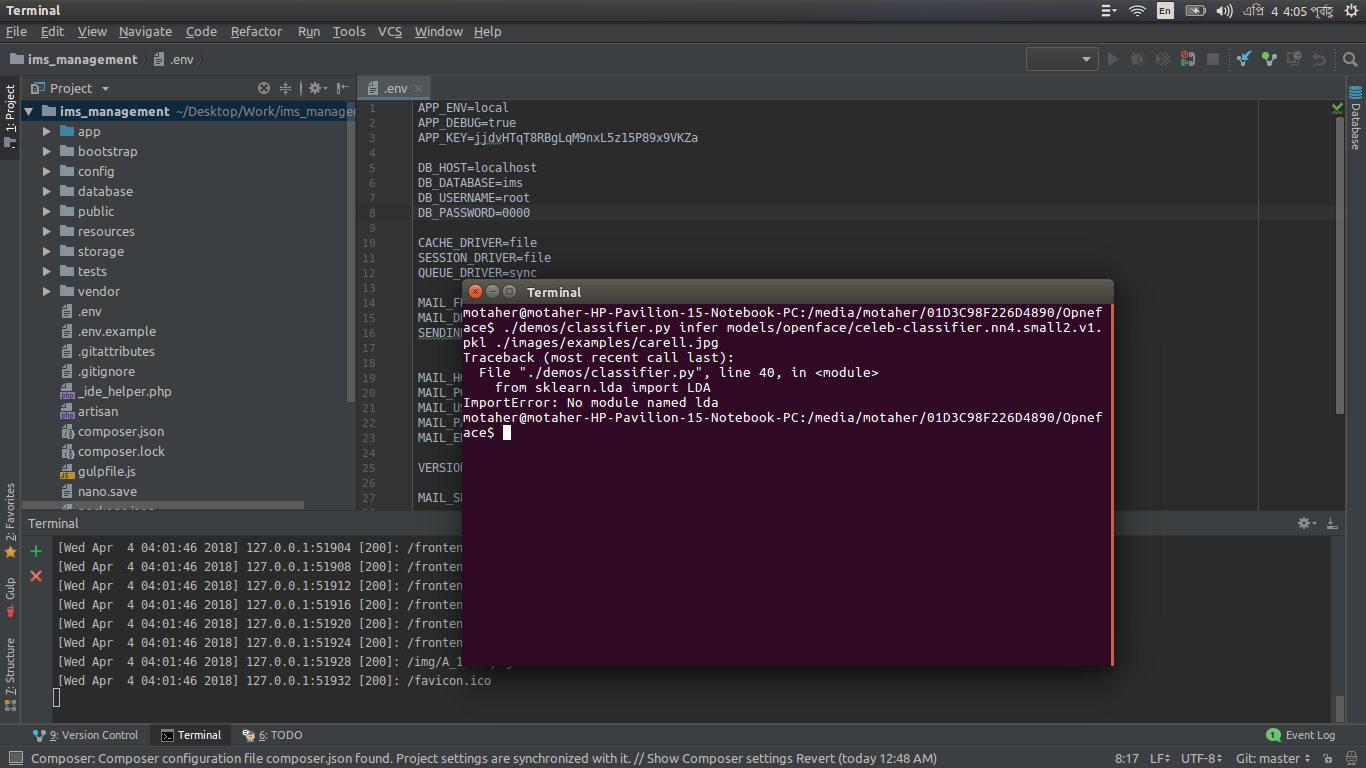 Terminal
En
এপ্রি 4 4:05 পূর্বাহ্ণ
File Edit View Navigate Code Refactor Run Tools VCS Window Help
ims_management .env
1: Project
Project
.env
Database
ims_management ~/Desktop/Work/ims_manager
app
bootstrap
config
database
public
resources
storage
tests
vendor
.env
.env.example
.gitattributes
.gitignore
_ide_helper.php
artisan
composer.json
composer.lock
gulpfile.js
nano.save
1 APP_ENV=local
2 APP_DEBUG=true
3 APP_KEY=jjdvHTqT8RBgLqM9nxL5z15P89x9VKZa
4
5 DB_HOST=localhost
6 DB_DATABASE=ims
7 DB_USERNAME=root
8 DB_PASSWORD=0000
9
10 CACHE_DRIVER=file
11 SESSION_DRIVER=file
12 QUEUE_DRIVER=sync
13
14 MAIL_F
15 MAIL_D
16 SENDIN
17
18
19 MAIL_H
20 MAIL_P
21 MAIL_U
22 MAIL_P
23 MAIL_E
24
25 VERSIO
26
27 MAIL_S
Terminal
motaher@motaher-HP-Pavilion-15-Notebook-PC:/media/motaher/01D3C98F226D4890/Opnef
ace$ ./demos/classifier.py infer models/openface/celeb-classifier.nn4.small2.v1.
pkl ./images/examples/carell.jpg
Traceback (most recent call last):
File "./demos/classifier.py", line 40, in <module>
from sklearn.lda import LDA
ImportError: No module named lda
motaher@motaher-HP-Pavilion-15-Notebook-PC:/media/motaher/01D3C98F226D4890/Opnef
ace$
2: Favorites
Gulp
7: Structure
Terminal
[Wed Apr 4 04:01:46 2018] 127.0.0.1:51904 [200]: /fronten
[Wed Apr 4 04:01:46 2018] 127.0.0.1:51908 [200]: /fronten
[Wed Apr 4 04:01:46 2018] 127.0.0.1:51912 [200]: /fronten
[Wed Apr 4 04:01:46 2018] 127.0.0.1:51916 [200]: /fronten
[Wed Apr 4 04:01:46 2018] 127.0.0.1:51920 [200]: /fronten
[Wed Apr 4 04:01:46 2018] 127.0.0.1:51924 [200]: /fronten
[Wed Apr 4 04:01:46 2018] 127.0.0.1:51928 [200]: /img/A_1
[Wed Apr 4 04:01:46 2018] 127.0.0.1:51932 [200]: /favicon.ico
9: Version Control Terminal 6: TODO 1 Event Log
Composer: Composer configuration file composer.json found. Project settings are synchronized with it. // Show Composer settings Revert (today 12:48 AM) 8:17 LF UTF-8 Git: master